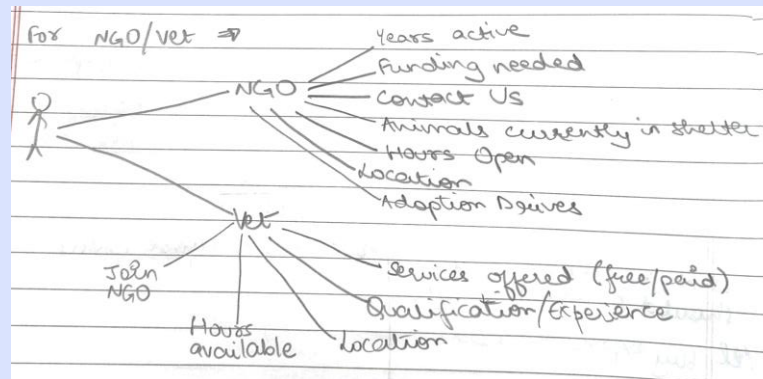 For NGO/Vet ⇒
NGO
Years active
Funding needed
Contact Us
Animals currently in shelter
Hours Open
Location
Adoption Drives
Vet
Join
NGO
Hours
available
Location
Qualification/Experience
Services offered (free/paid)